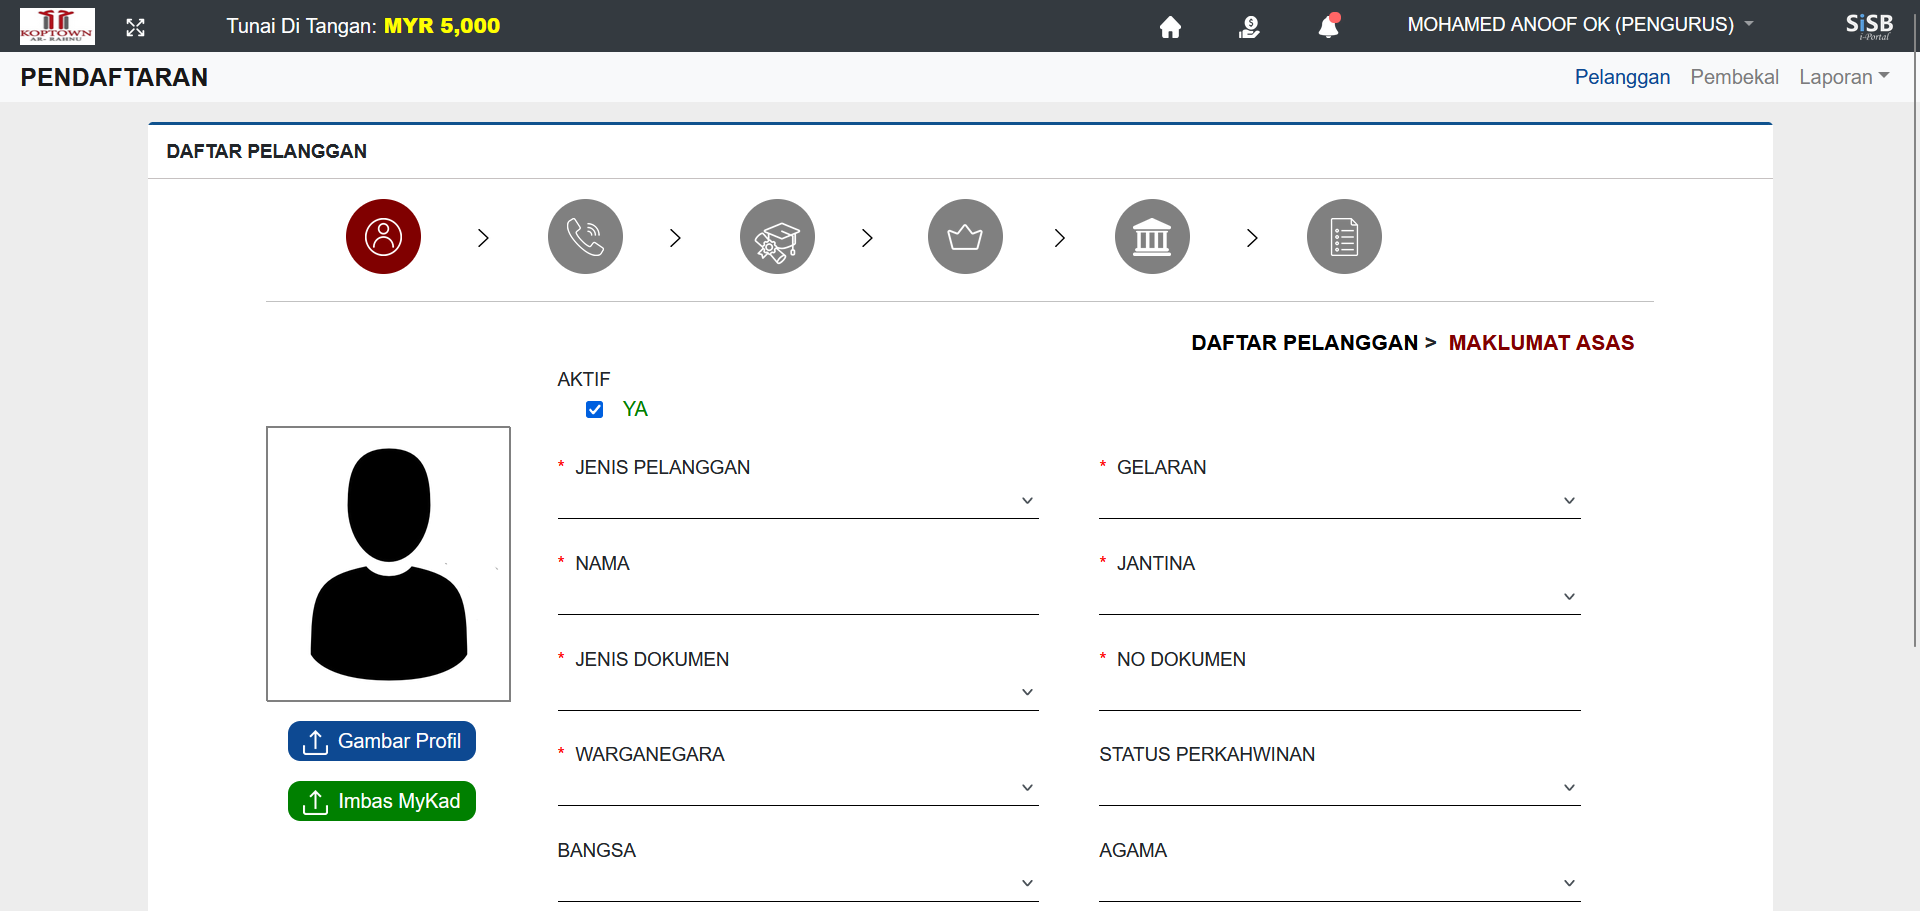 KOPTOWN
AR-RAHNU
Tunai Di Tangan: MYR 5,000
MOHAMED ANOOF OK (PENGURUS)
SiSB
i-Portal
PENDAFTARAN
Pelanggan
Pembekal
Laporan
DAFTAR PELANGGAN
DAFTAR PELANGGAN > MAKLUMAT ASAS
AKTIF
YA
* JENIS PELANGGAN
* GELARAN
* NAMA
* JANTINA
* JENIS DOKUMEN
* NO DOKUMEN
Gambar Profil
* WARGANEGARA
STATUS PERKAHWINAN
Imbas MyKad
BANGSA
AGAMA